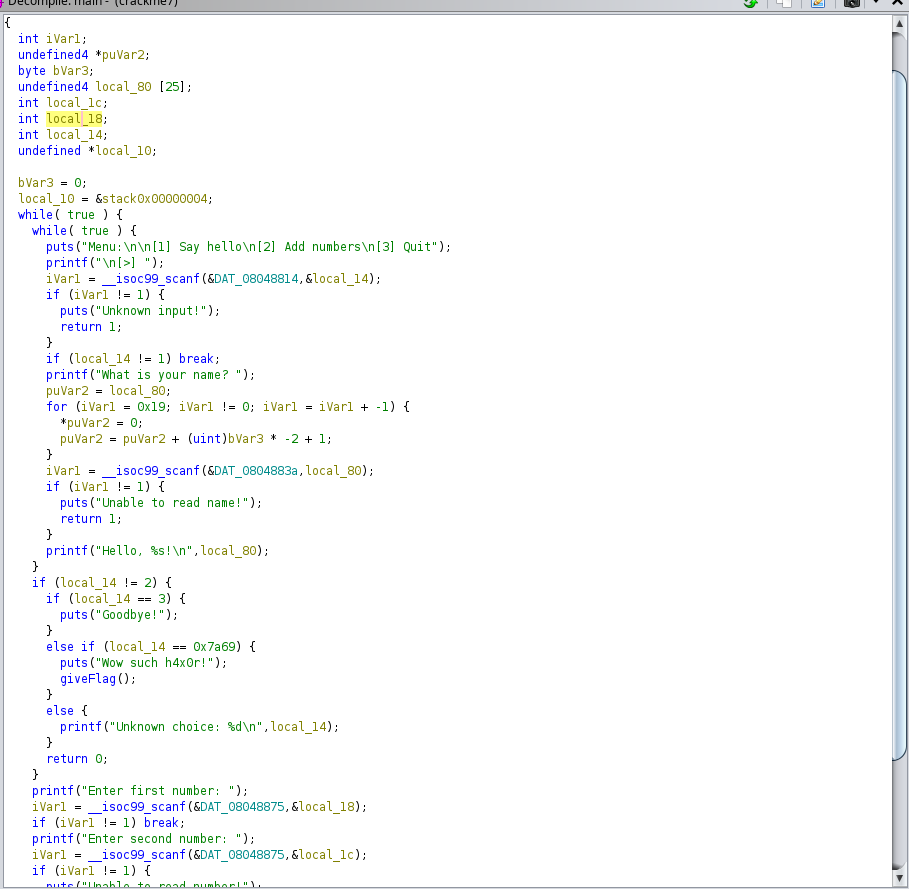 Decompile: main - (crackme7)
{
int iVar1;
undefined4 *puVar2;
byte bVar3;
undefined4 local_80 [25];
int local_1c;
int local_18;
int local_14;
undefined *local_10;
bVar3 = 0;
local_10 = &stack0x00000004;
while( true ) {
while( true ) {
puts("Menu:\n\n[1] Say hello\n[2] Add numbers\n[3] Quit");
printf("\n[>] ");
iVar1 = __isoc99_scanf(&DAT_08048814,&local_14);
if (iVar1 != 1) {
puts("Unknown input!");
return 1;
}
if (local_14 != 1) break;
printf("What is your name? ");
puVar2 = local_80;
for (iVar1 = 0x19; iVar1 != 0; iVar1 = iVar1 + -1) {
*puVar2 = 0;
puVar2 = puVar2 + (uint)bVar3 * -2 + 1;
}
iVar1 = __isoc99_scanf(&DAT_0804883a,local_80);
if (iVar1 != 1) {
puts("Unable to read name!");
return 1;
}
printf("Hello, %s!\n",local_80);
}
if (local_14 != 2) {
if (local_14 == 3) {
puts("Goodbye!");
}
else if (local_14 == 0x7a69) {
puts("Wow such h4x0r!");
giveFlag();
}
else {
printf("Unknown choice: %d\n",local_14);
}
return 0;
}
printf("Enter first number: ");
iVar1 = __isoc99_scanf(&DAT_08048875,&local_18);
if (iVar1 != 1) break;
printf("Enter second number: ");
iVar1 = __isoc99_scanf(&DAT_08048875,&local_1c);
if (iVar1 != 1) {
puts("Unable to read number!");